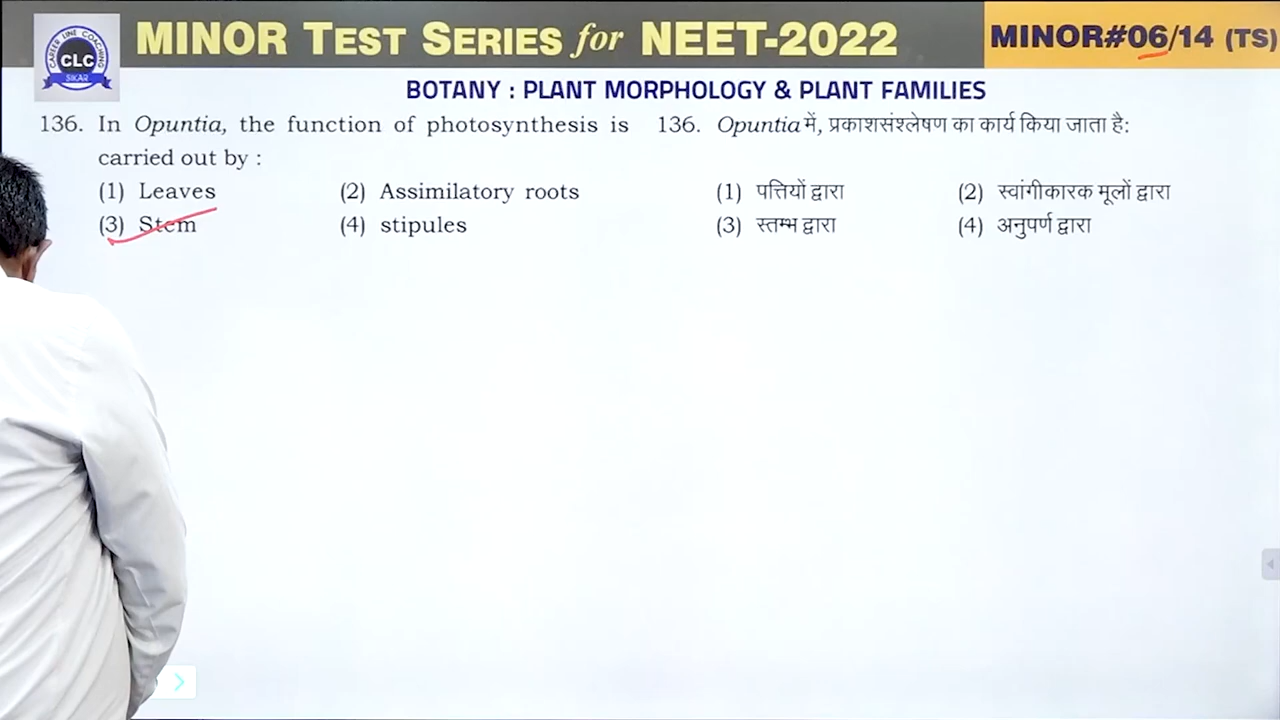 CAREER LINE COACHING
CLC
SIKAR
MINOR TEST SERIES for NEET-2022
MINOR#06/14 (TS)
BOTANY : PLANT MORPHOLOGY & PLANT FAMILIES
136. In Opuntia, the function of photosynthesis is
carried out by :
(1) Leaves (2) Assimilatory roots
(3) Stem (4) stipules
136. Opuntia में, प्रकाशसंश्लेषण का कार्य किया जाता है:
(1) पत्तियों द्वारा (2) स्वांगीकारक मूलों द्वारा
(3) स्तम्भ द्वारा (4) अनुपर्ण द्वारा